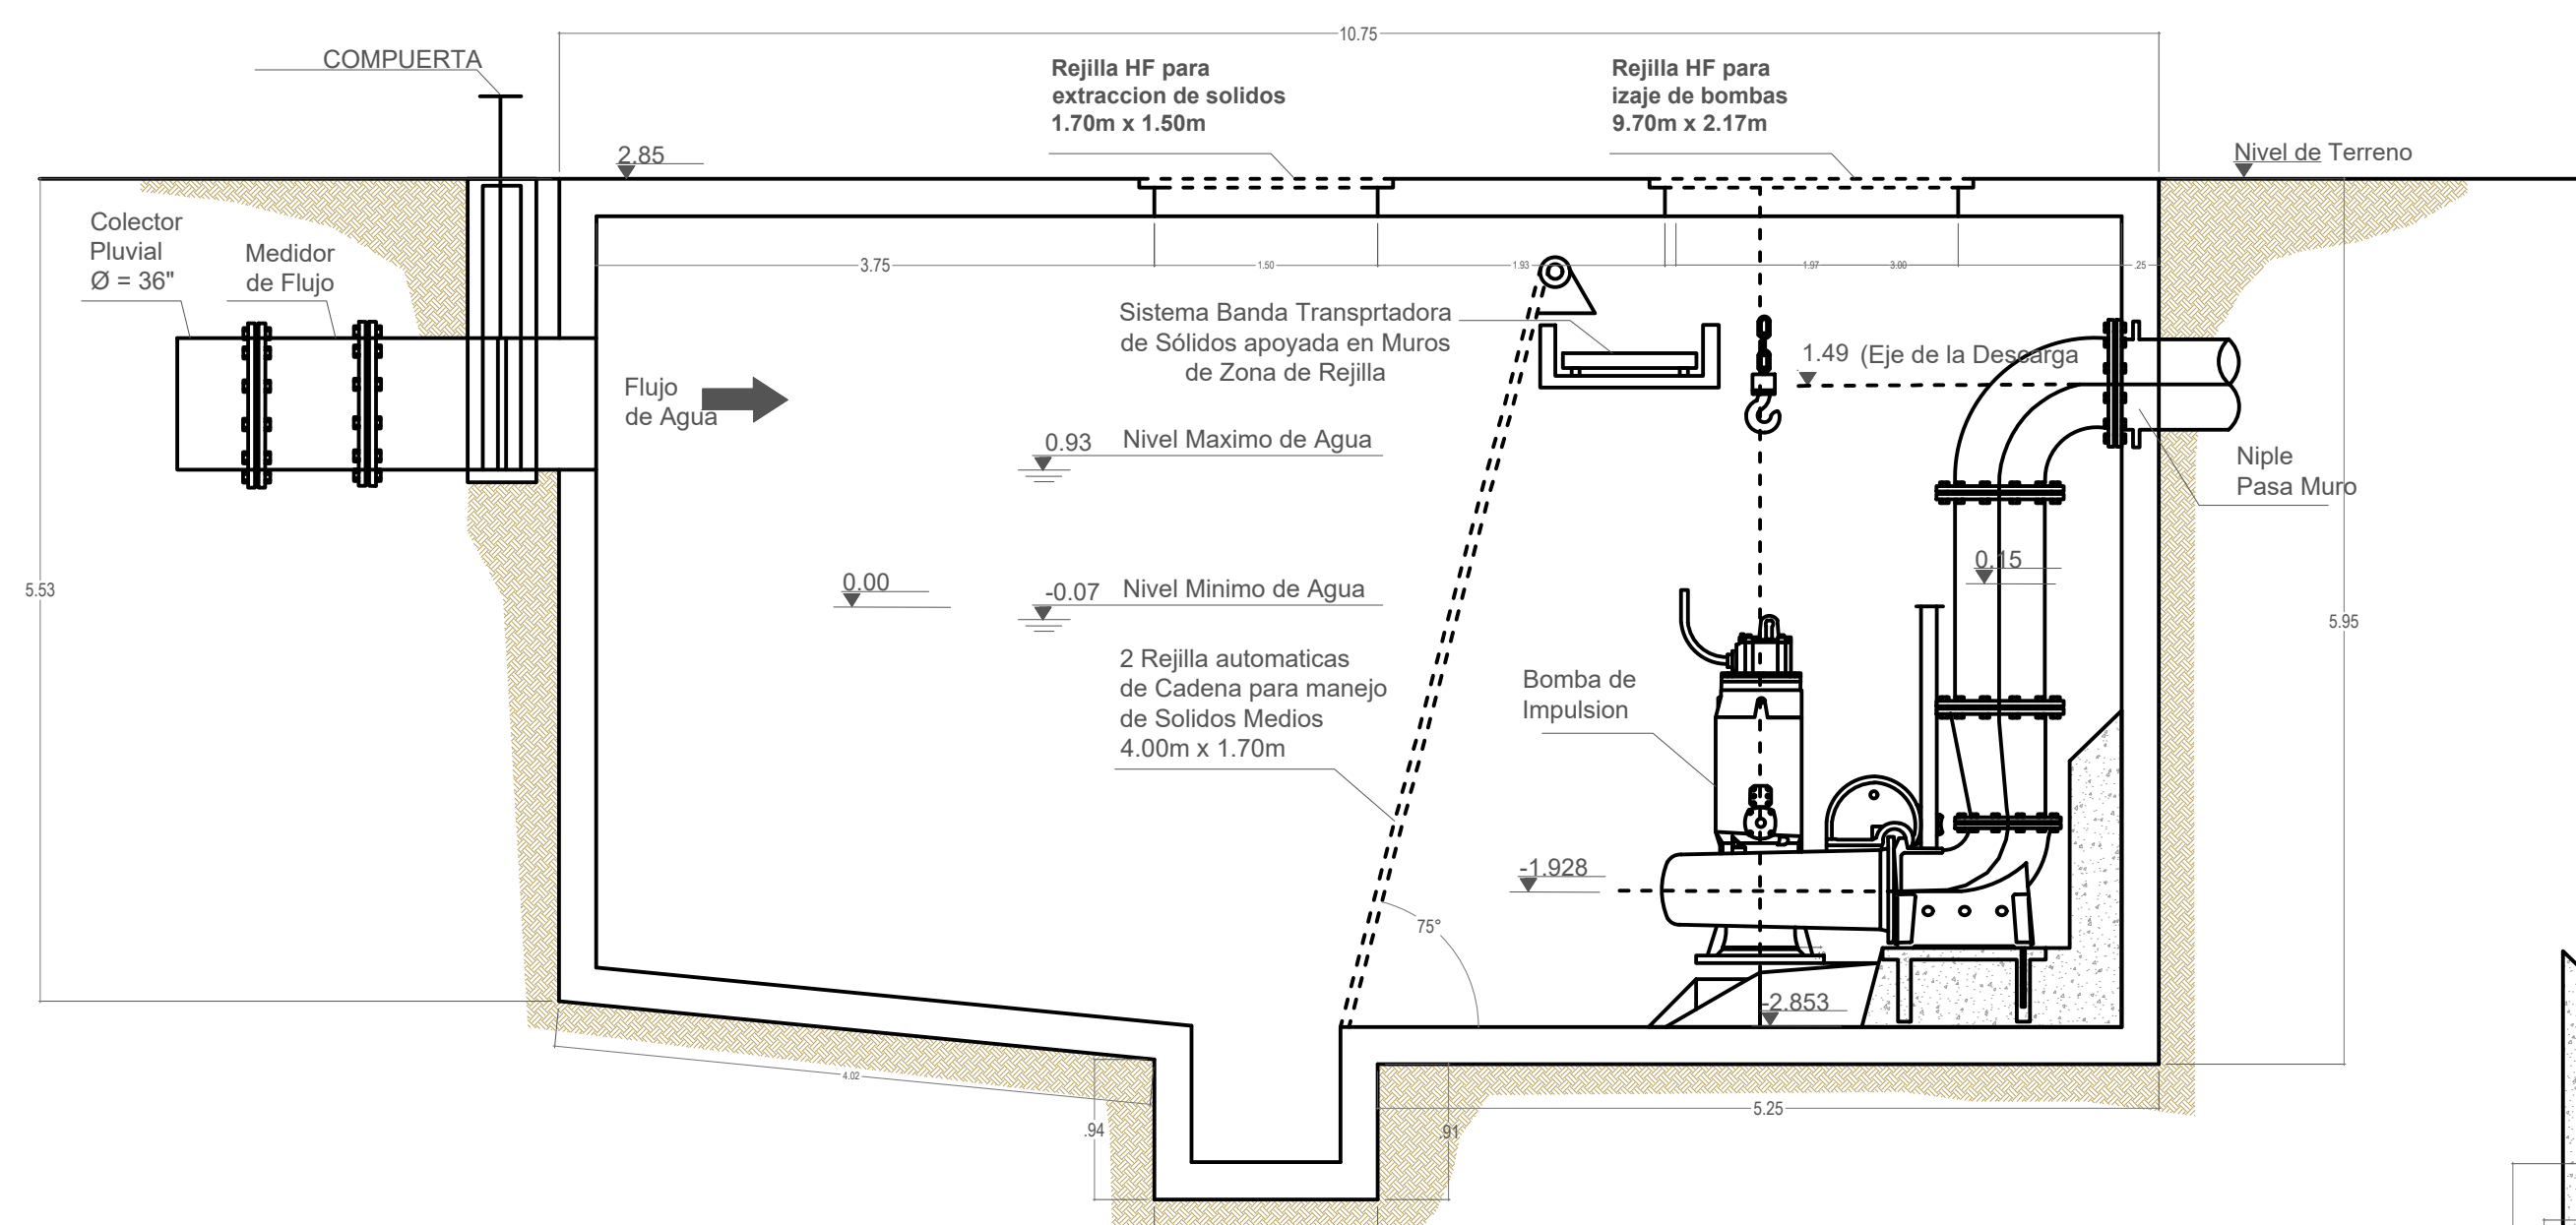 10.75
COMPUERTA
Rejilla HF para
extraccion de solidos
1.70m x 1.50m
Rejilla HF para
izaje de bombas
9.70m x 2.17m
2.85
Nivel de Terreno
Colector
Pluvial
Ø = 36"
Medidor
de Flujo
3.75
1.50
1.93
1.97
3.00
.25
Sistema Banda Transprtadora
de Sólidos apoyada en Muros
de Zona de Rejilla
1.49 (Eje de la Descarga
Flujo
de Agua
0.93 Nivel Maximo de Agua
Niple
Pasa Muro
5.53
0.00
-0.07 Nivel Minimo de Agua
0.15
5.95
2 Rejilla automaticas
de Cadena para manejo
de Solidos Medios
4.00m x 1.70m
Bomba de
Impulsion
-1.928
75°
-2.853
4.02
.94
.91
5.25